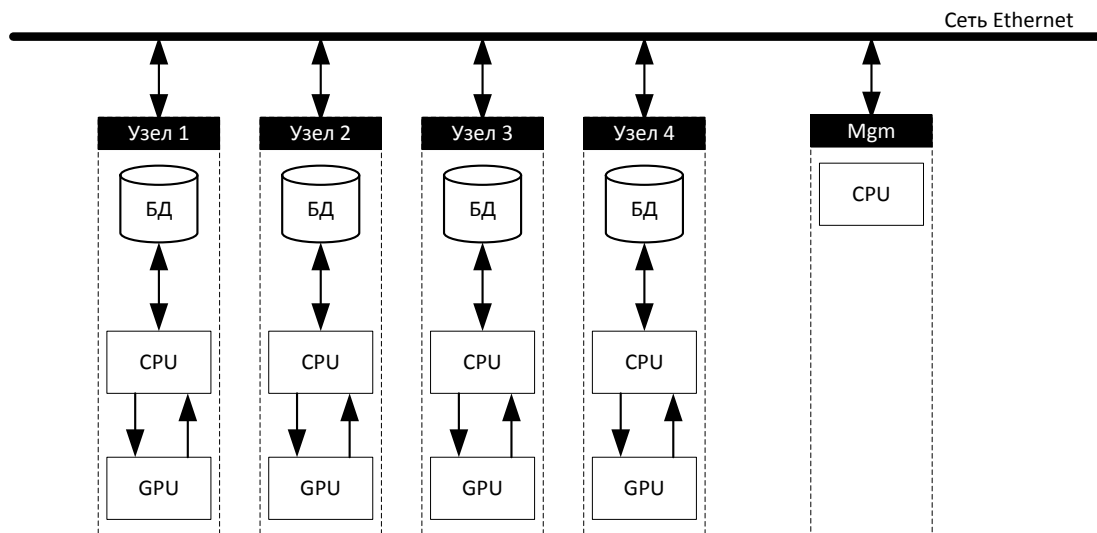 Сеть Ethernet
Узел 1 Узел 2 Узел 3 Узел 4 Mgm
БД БД БД БД CPU
CPU CPU CPU CPU
GPU GPU GPU GPU